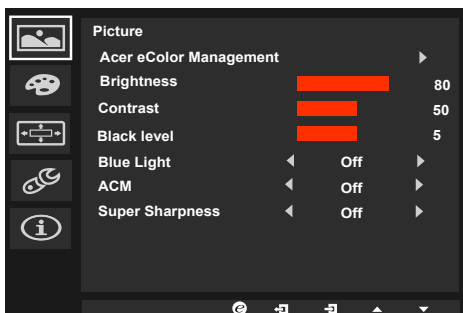 Picture
Acer eColor Management
Brightness 80
Contrast 50
Black level 5
Blue Light Off
ACM Off
Super Sharpness Off